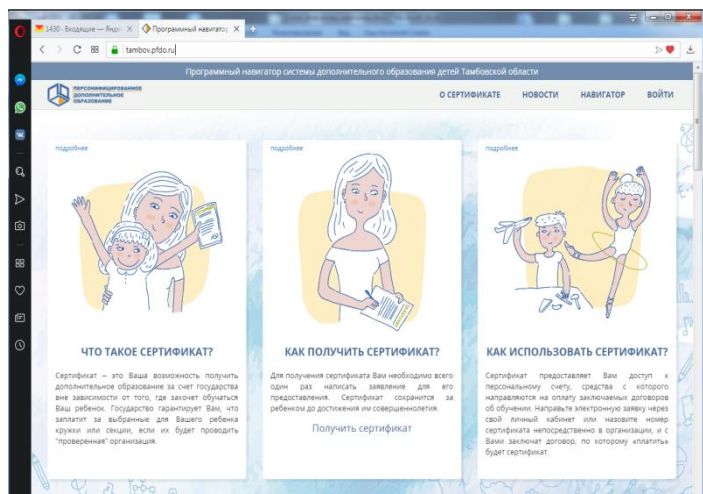 1430 · Входящие — Янде
Программный навигатор
tambov.pfdo.ru
Программный навигатор системы дополнительного образования детей Тамбовской области
ПЕРСОНИФИЦИРОВАННОЕ
ДОПОЛНИТЕЛЬНОЕ
ОБРАЗОВАНИЕ
О СЕРТИФИКАТЕ НОВОСТИ НАВИГАТОР ВОЙТИ
подробнее
ЧТО ТАКОЕ СЕРТИФИКАТ?
Сертификат – это Ваша возможность получить
дополнительное образование за счет государства
вне зависимости от того, где захочет обучаться
Ваш ребенок. Государство гарантирует Вам, что
заплатит за выбранные для Вашего ребенка
кружки или секции, если их будет проводить
"проверенная" организация.
подробнее
КАК ПОЛУЧИТЬ СЕРТИФИКАТ?
Для получения сертификата Вам необходимо всего
один раз написать заявление для его
предоставления. Сертификат сохранится за
ребенком до достижения им совершеннолетия.
Получить сертификат
подробнее
КАК ИСПОЛЬЗОВАТЬ СЕРТИФИКАТ?
Сертификат предоставляет Вам доступ к
персональному счету, средства с которого
направляются на оплату заключаемых договоров
об обучении. Направьте электронную заявку через
свой личный кабинет или назовите номер
сертификата непосредственно в организации, и с
Вами заключат договор, по которому «платить»
будет сертификат.